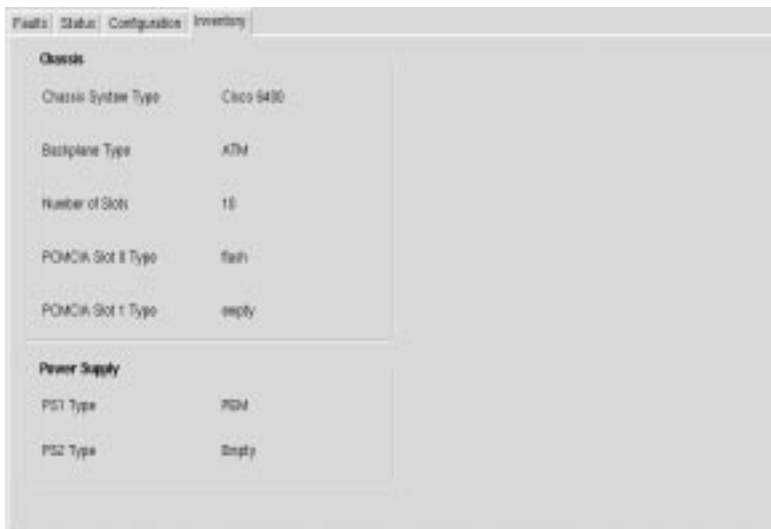 Faults Status Configuration Inventory
Chassis
Chassis System Type Cisco 6400
Backplane Type ATM
Number of Slots 10
PCMCIA Slot 0 Type flash
PCMCIA Slot 1 Type empty
Power Supply
PS1 Type PEM
PS2 Type Empty